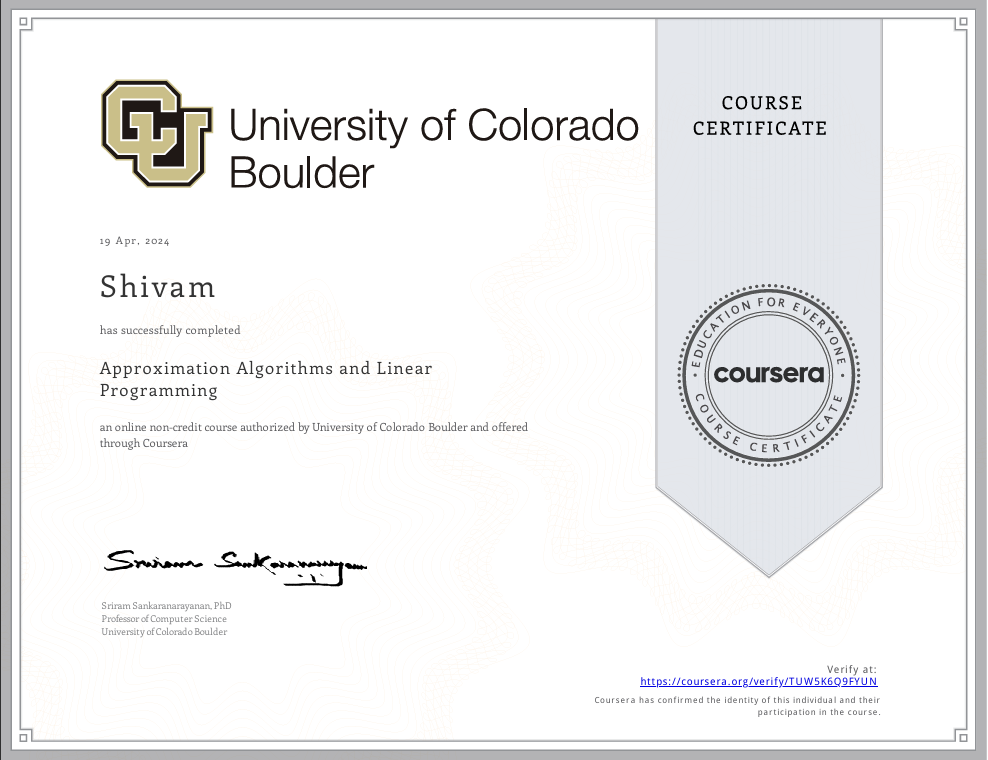 CU
University of Colorado
Boulder
COURSE
CERTIFICATE
19 Apr, 2024
Shivam
has successfully completed
Approximation Algorithms and Linear
Programming
an online non-credit course authorized by University of Colorado Boulder and offered
through Coursera
EDUCATION FOR EVERYONE
coursera
COURSE CERTIFICATE
Sriram Sankaranarayanan
Sriram Sankaranarayanan, PhD
Professor of Computer Science
University of Colorado Boulder
Verify at:
https://coursera.org/verify/TUW5K6Q9FYUN
Coursera has confirmed the identity of this individual and their
participation in the course.